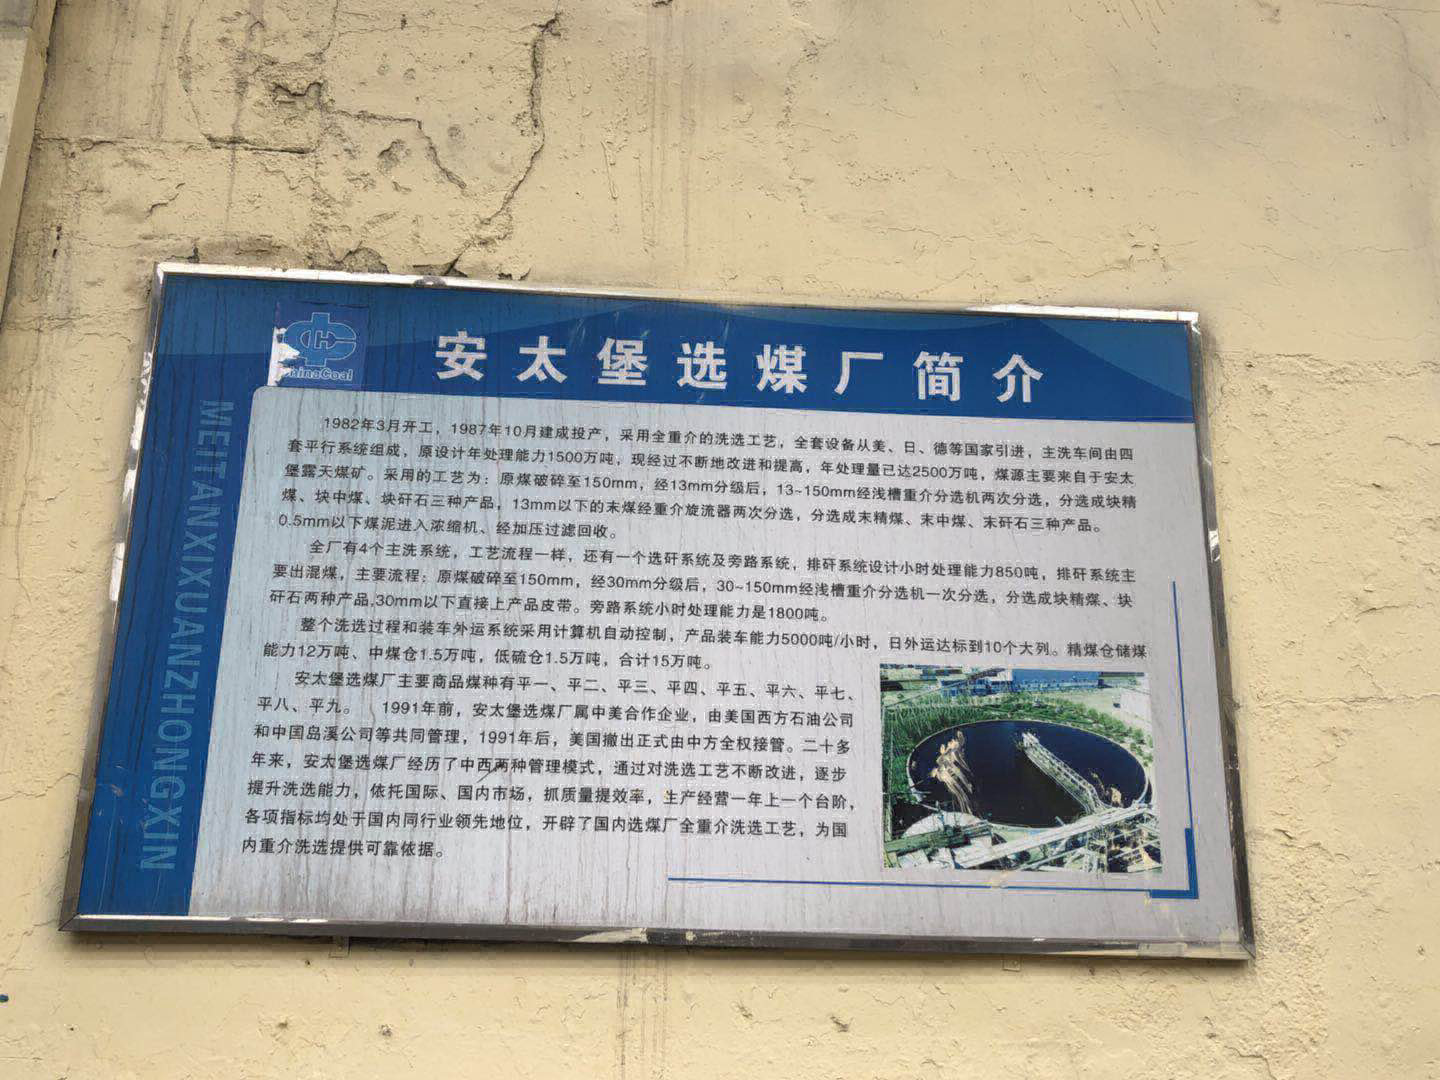 ChinaCoal
安太堡选煤厂简介
MEITANXIXUANZHONGXIN
1982年3月开工，1987年10月建成投产，采用全重介的洗选工艺，全套设备从美、日、德等国家引进，主洗车间由四
套平行系统组成，原设计年处理能力1500万吨，现经过不断地改进和提高，年处理量已达2500万吨，煤源主要来自于安太
堡露天煤矿。采用的工艺为：原煤破碎至150mm，经13mm分级后，13~150mm经浅槽重介分选机两次分选，分选成块精
煤、块中煤、块矸石三种产品，13mm以下的末煤经重介旋流器两次分选，分选成末精煤、末中煤、末矸石三种产品。
0.5mm以下煤泥进入浓缩机、经加压过滤回收。
全厂有4个主洗系统，工艺流程一样，还有一个选矸系统及旁路系统，排矸系统设计小时处理能力850吨，排矸系统主
要出混煤，主要流程：原煤破碎至150mm，经30mm分级后，30~150mm经浅槽重介分选机一次分选，分选成块精煤、块
矸石两种产品,30mm以下直接上产品皮带。旁路系统小时处理能力是1800吨。
整个洗选过程和装车外运系统采用计算机自动控制，产品装车能力5000吨/小时，日外运达标到10个大列。精煤仓储煤
能力12万吨、中煤仓1.5万吨，低硫仓1.5万吨，合计15万吨。
安太堡选煤厂主要商品煤种有平一、平二、平三、平四、平五、平六、平七、
平八、平九。 1991年前，安太堡选煤厂属中美合作企业，由美国西方石油公司
和中国岛溪公司等共同管理，1991年后，美国撤出正式由中方全权接管。二十多
年来，安太堡选煤厂经历了中西两种管理模式，通过对洗选工艺不断改进，逐步
提升洗选能力，依托国际、国内市场，抓质量提效率，生产经营一年上一个台阶，
各项指标均处于国内同行业领先地位，开辟了国内选煤厂全重介洗选工艺，为国
内重介洗选提供可靠依据。